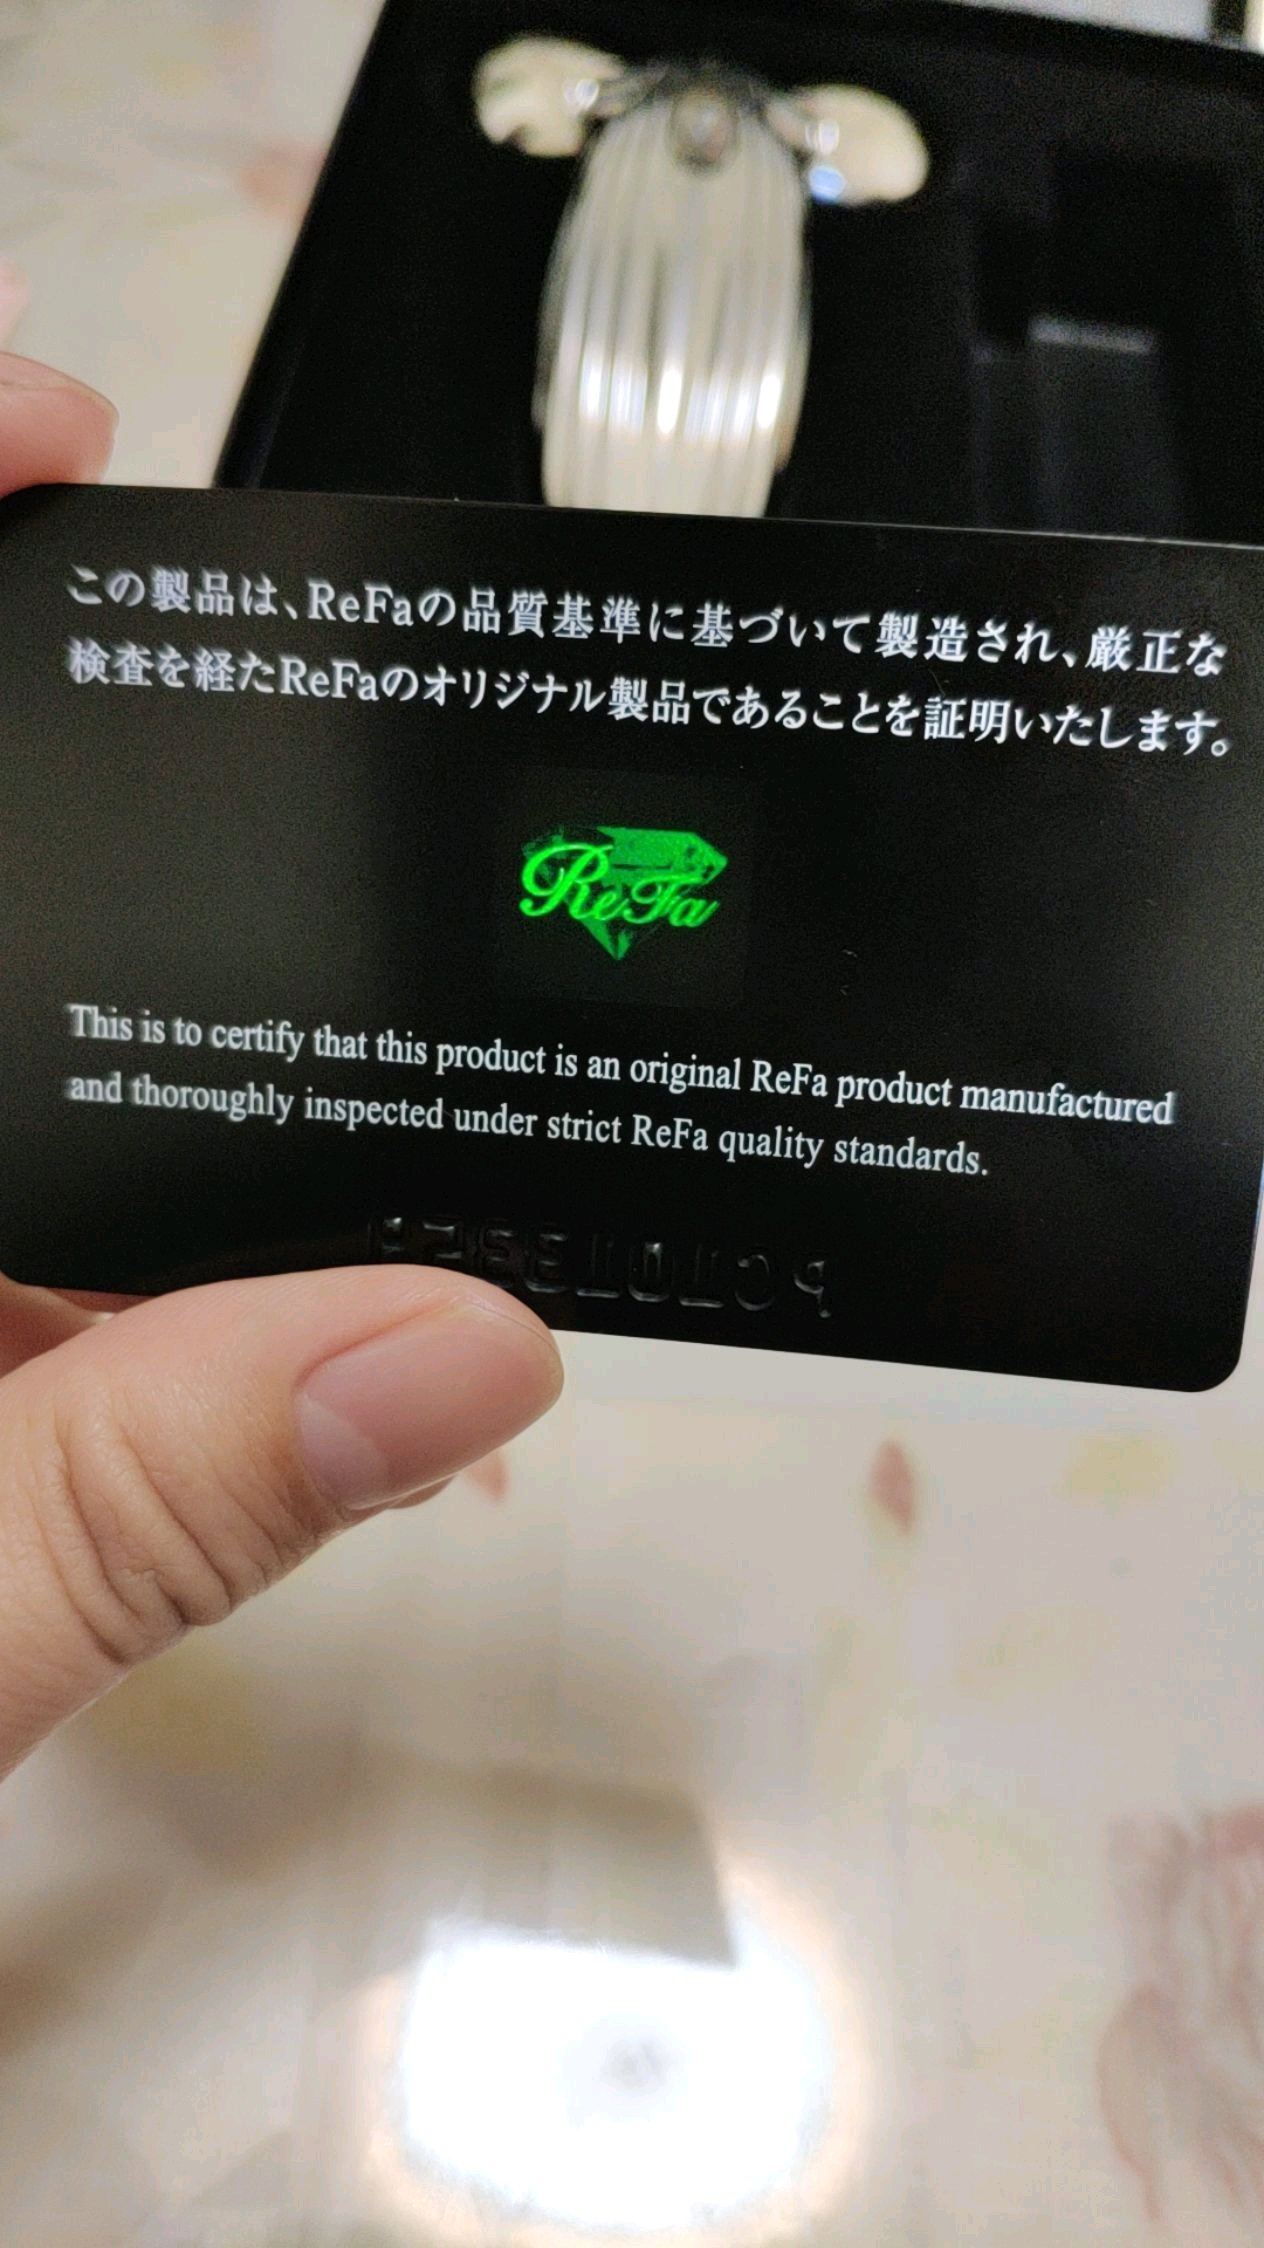 この製品は、ReFaの品質基準に基づいて製造され、厳正な
検査を経たReFaのオリジナル製品であることを証明いたします。
ReFa
This is to certify that this product is an original ReFa product manufactured
and thoroughly inspected under strict ReFa quality standards.